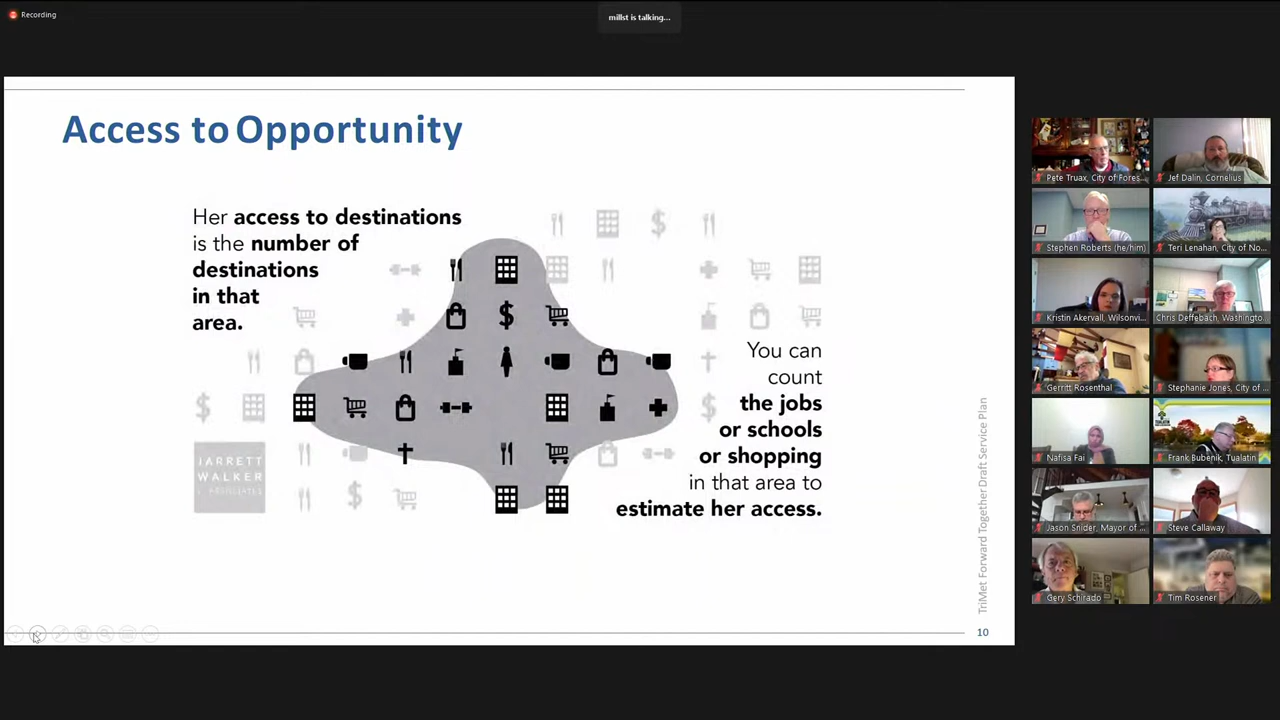 Recording
millst is talking...
Access to Opportunity
Her access to destinations
is the number of
destinations
in that
area.
You can
count
the jobs
or schools
or shopping
in that area to
estimate her access.
JARRETT
WALKER
& ASSOCIATES
TriMet Forward Together Draft Service Plan
10
Pete Truax, City of Fores...
Jef Dalin, Cornelius
Stephen Roberts (he/him)
Teri Lenahan, City of No...
Kristin Akervall, Wilsonvi...
Chris Deffebach, Washingto...
Gerritt Rosenthal
Stephanie Jones, City of ...
Nafisa Fai
Frank Bubenik, Tualatin
Jason Snider, Mayor of ...
Steve Callaway
Gery Schirado
Tim Rosener